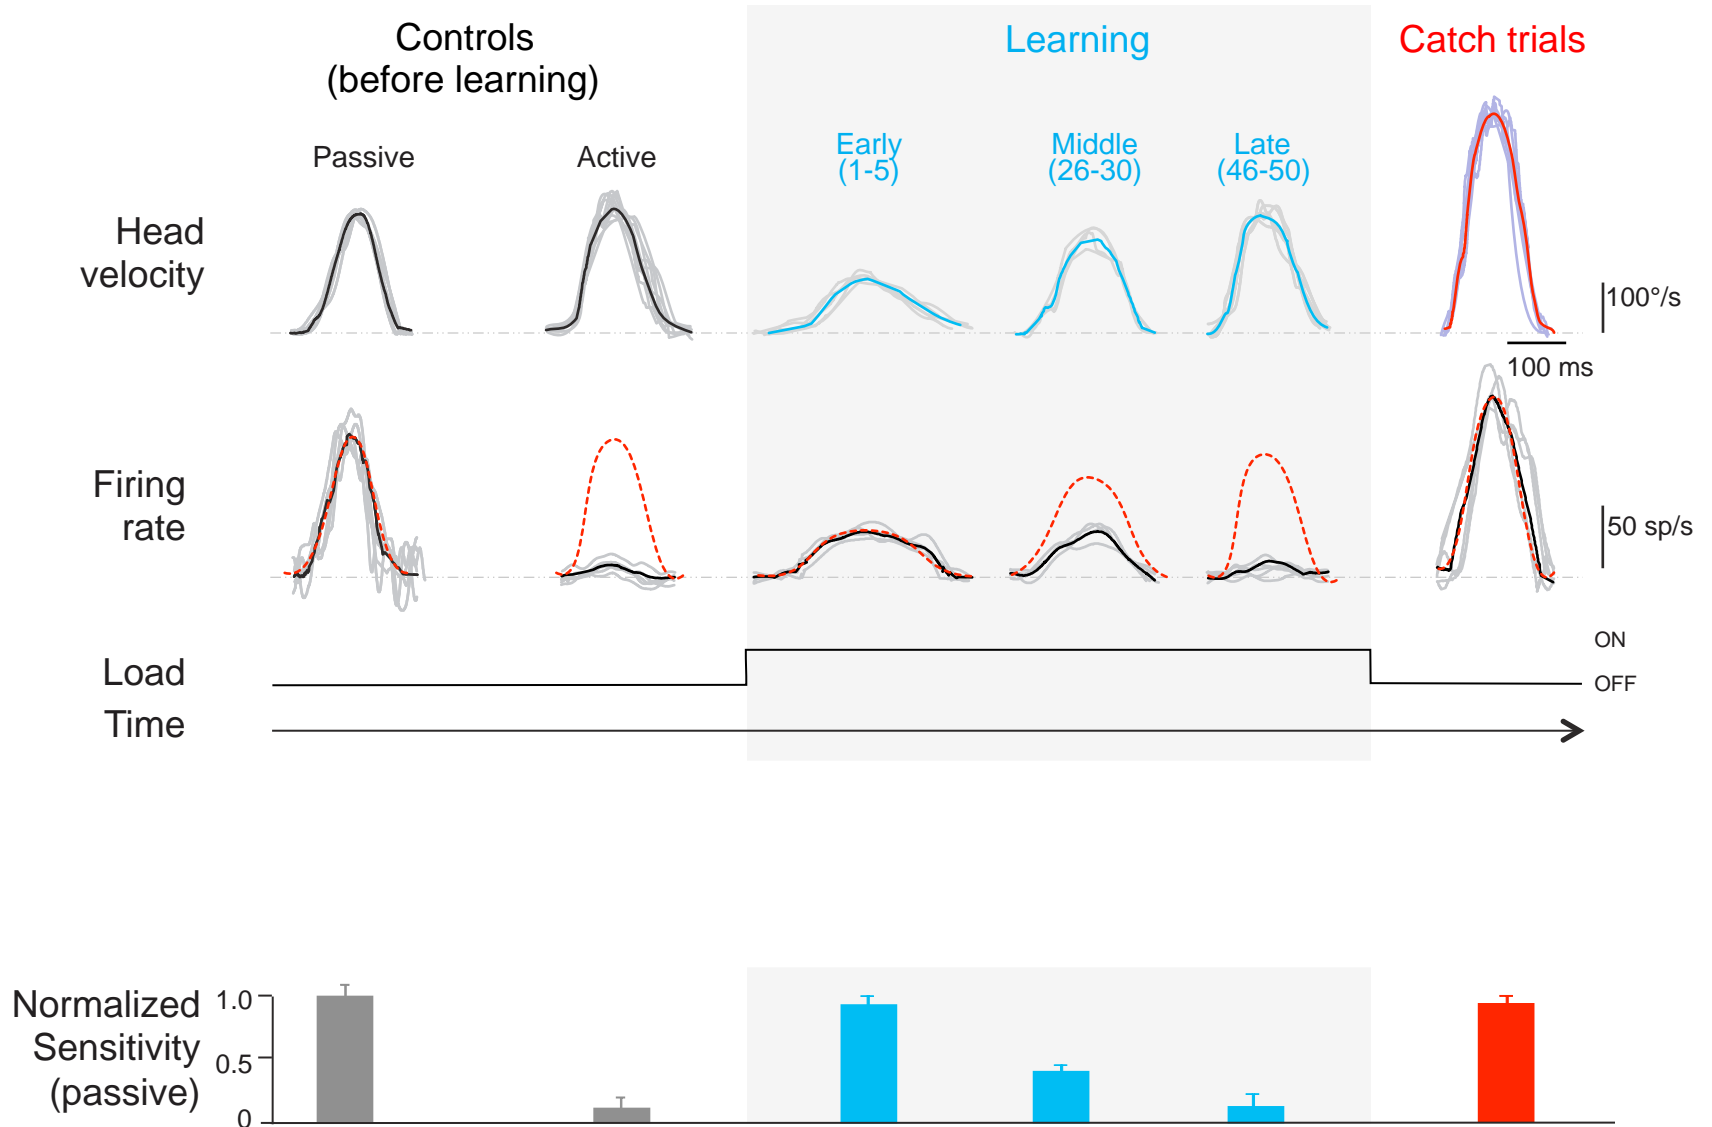 Controls
(before learning)
Learning
Catch trials
Passive
Active
Early
(1-5)
Middle
(26-30)
Late
(46-50)
Head
velocity
100°/s
100 ms
Firing
rate
50 sp/s
Load
ON
OFF
Time
Normalized
Sensitivity
(passive)
1.0
0.5
0